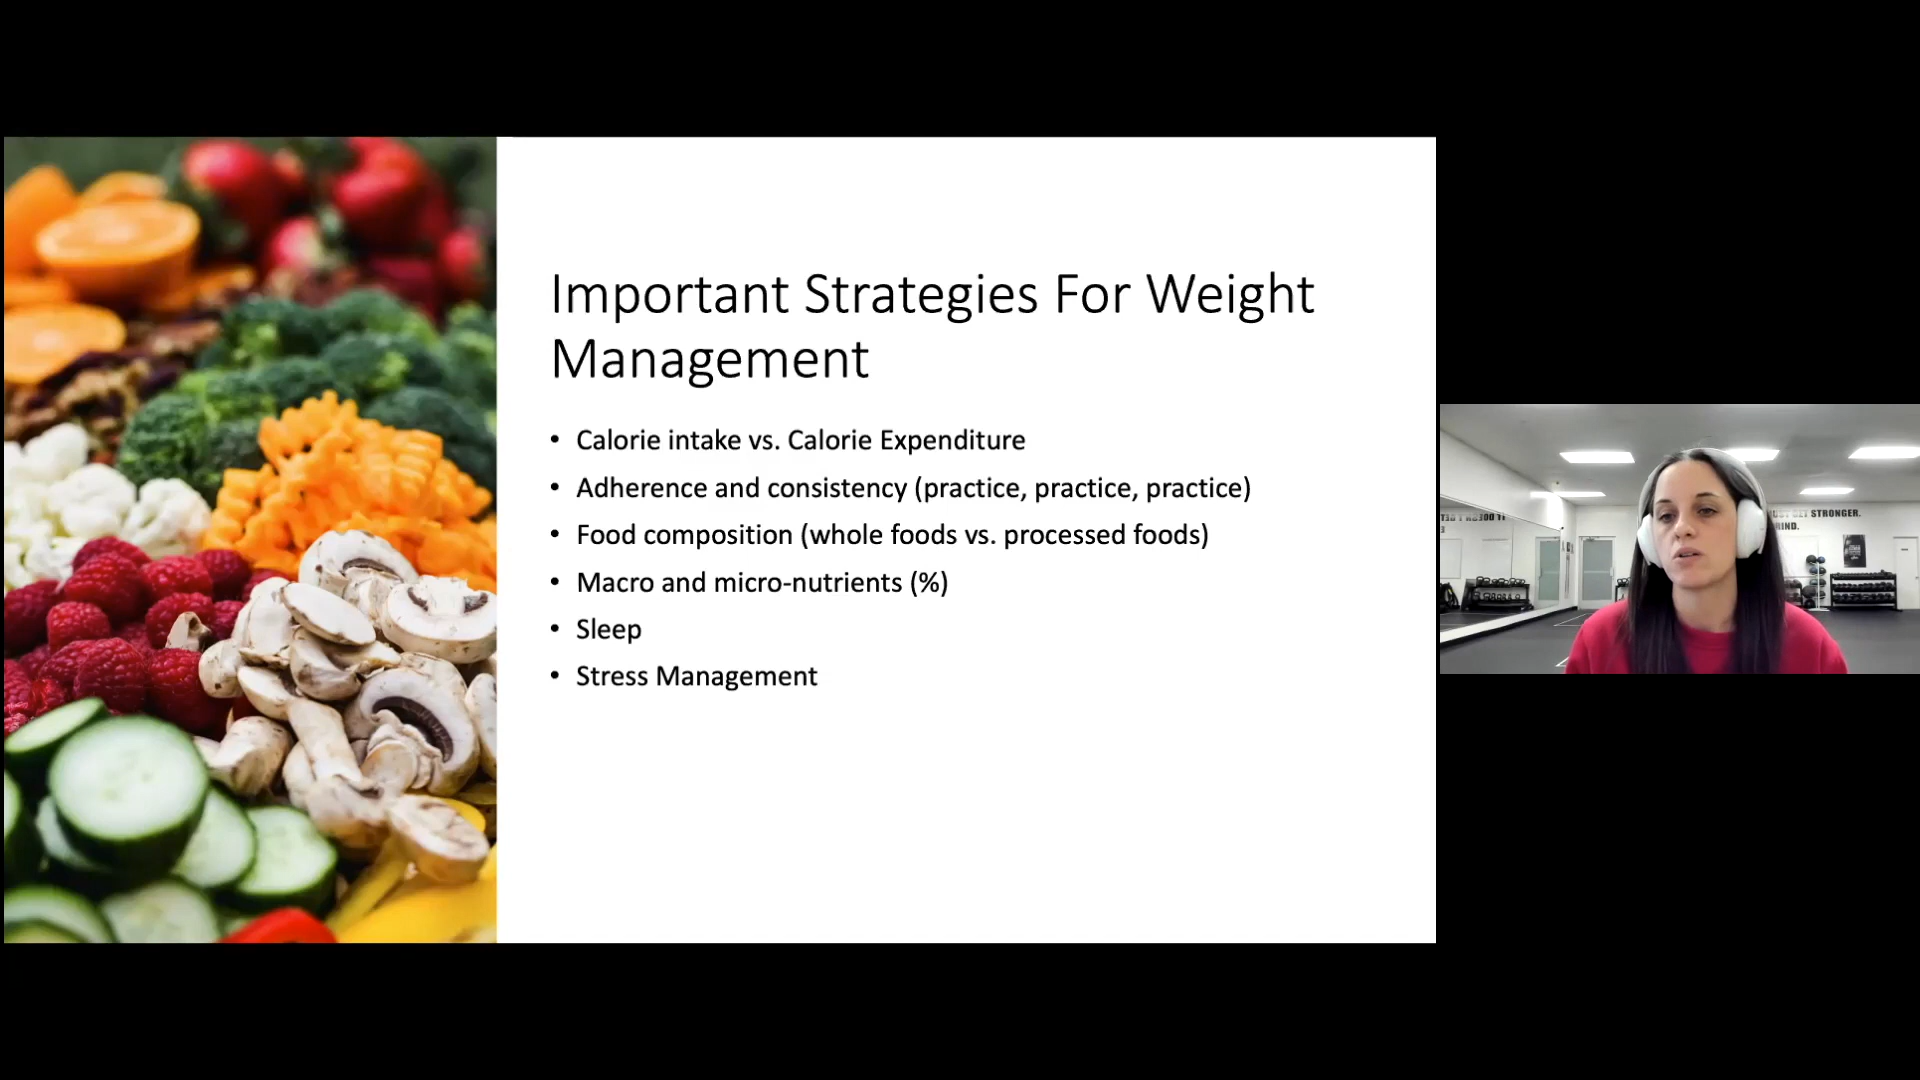 Important Strategies For Weight
Management
• Calorie intake vs. Calorie Expenditure
• Adherence and consistency (practice, practice, practice)
• Food composition (whole foods vs. processed foods)
• Macro and micro-nutrients (%)
• Sleep
• Stress Management
GET STRONGER.